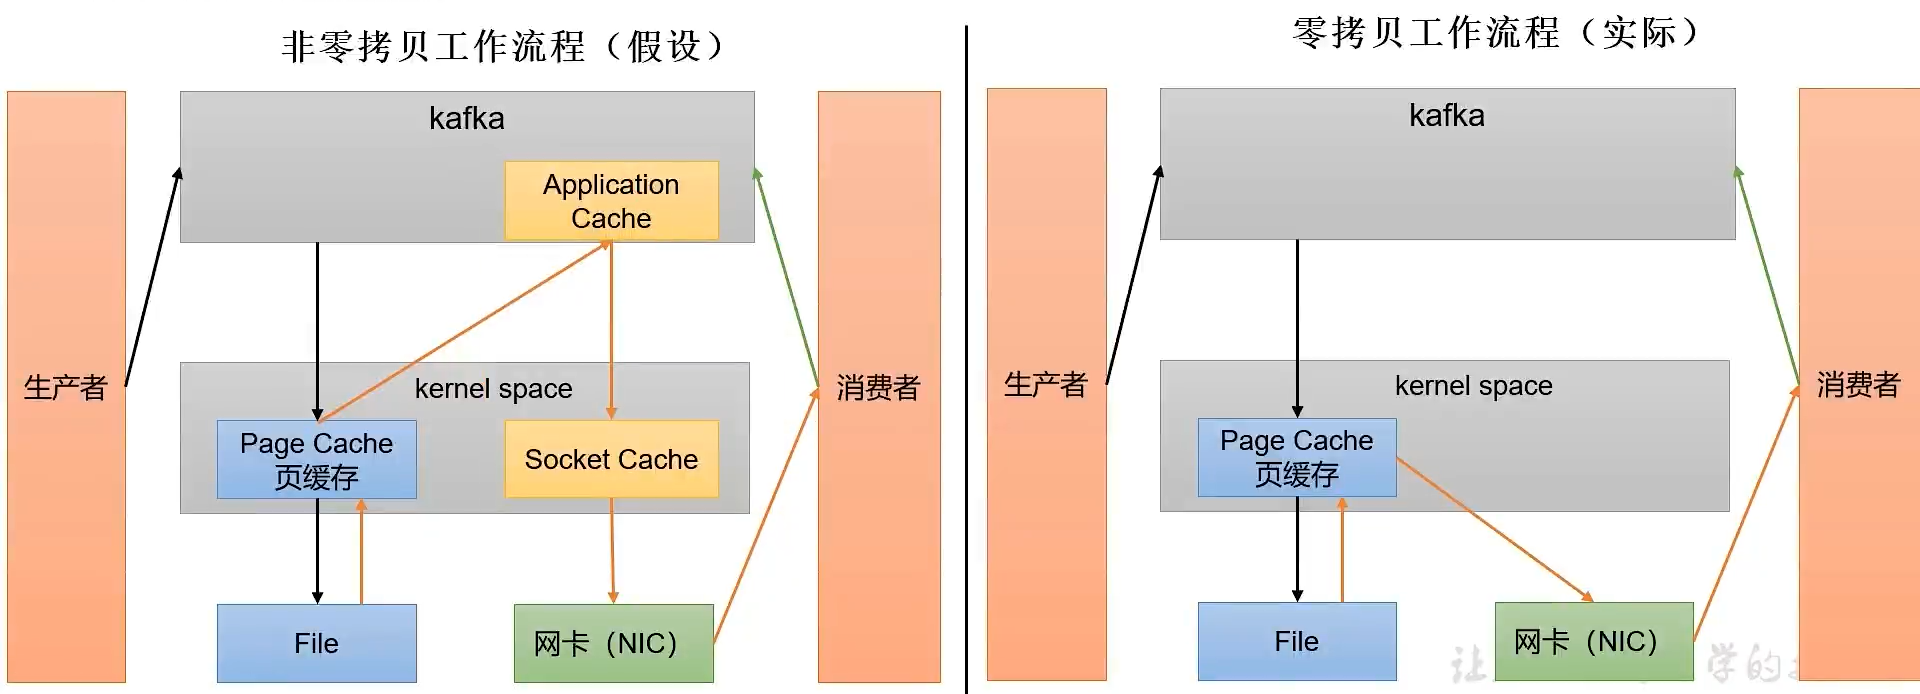 非零拷贝工作流程（假设）
kafka
Application
Cache
生产者
kernel space
消费者
Page Cache
页缓存
Socket Cache
File
网卡（NIC）
零拷贝工作流程（实际）
kafka
生产者
kernel space
消费者
Page Cache
页缓存
File
网卡（NIC）
让
学的